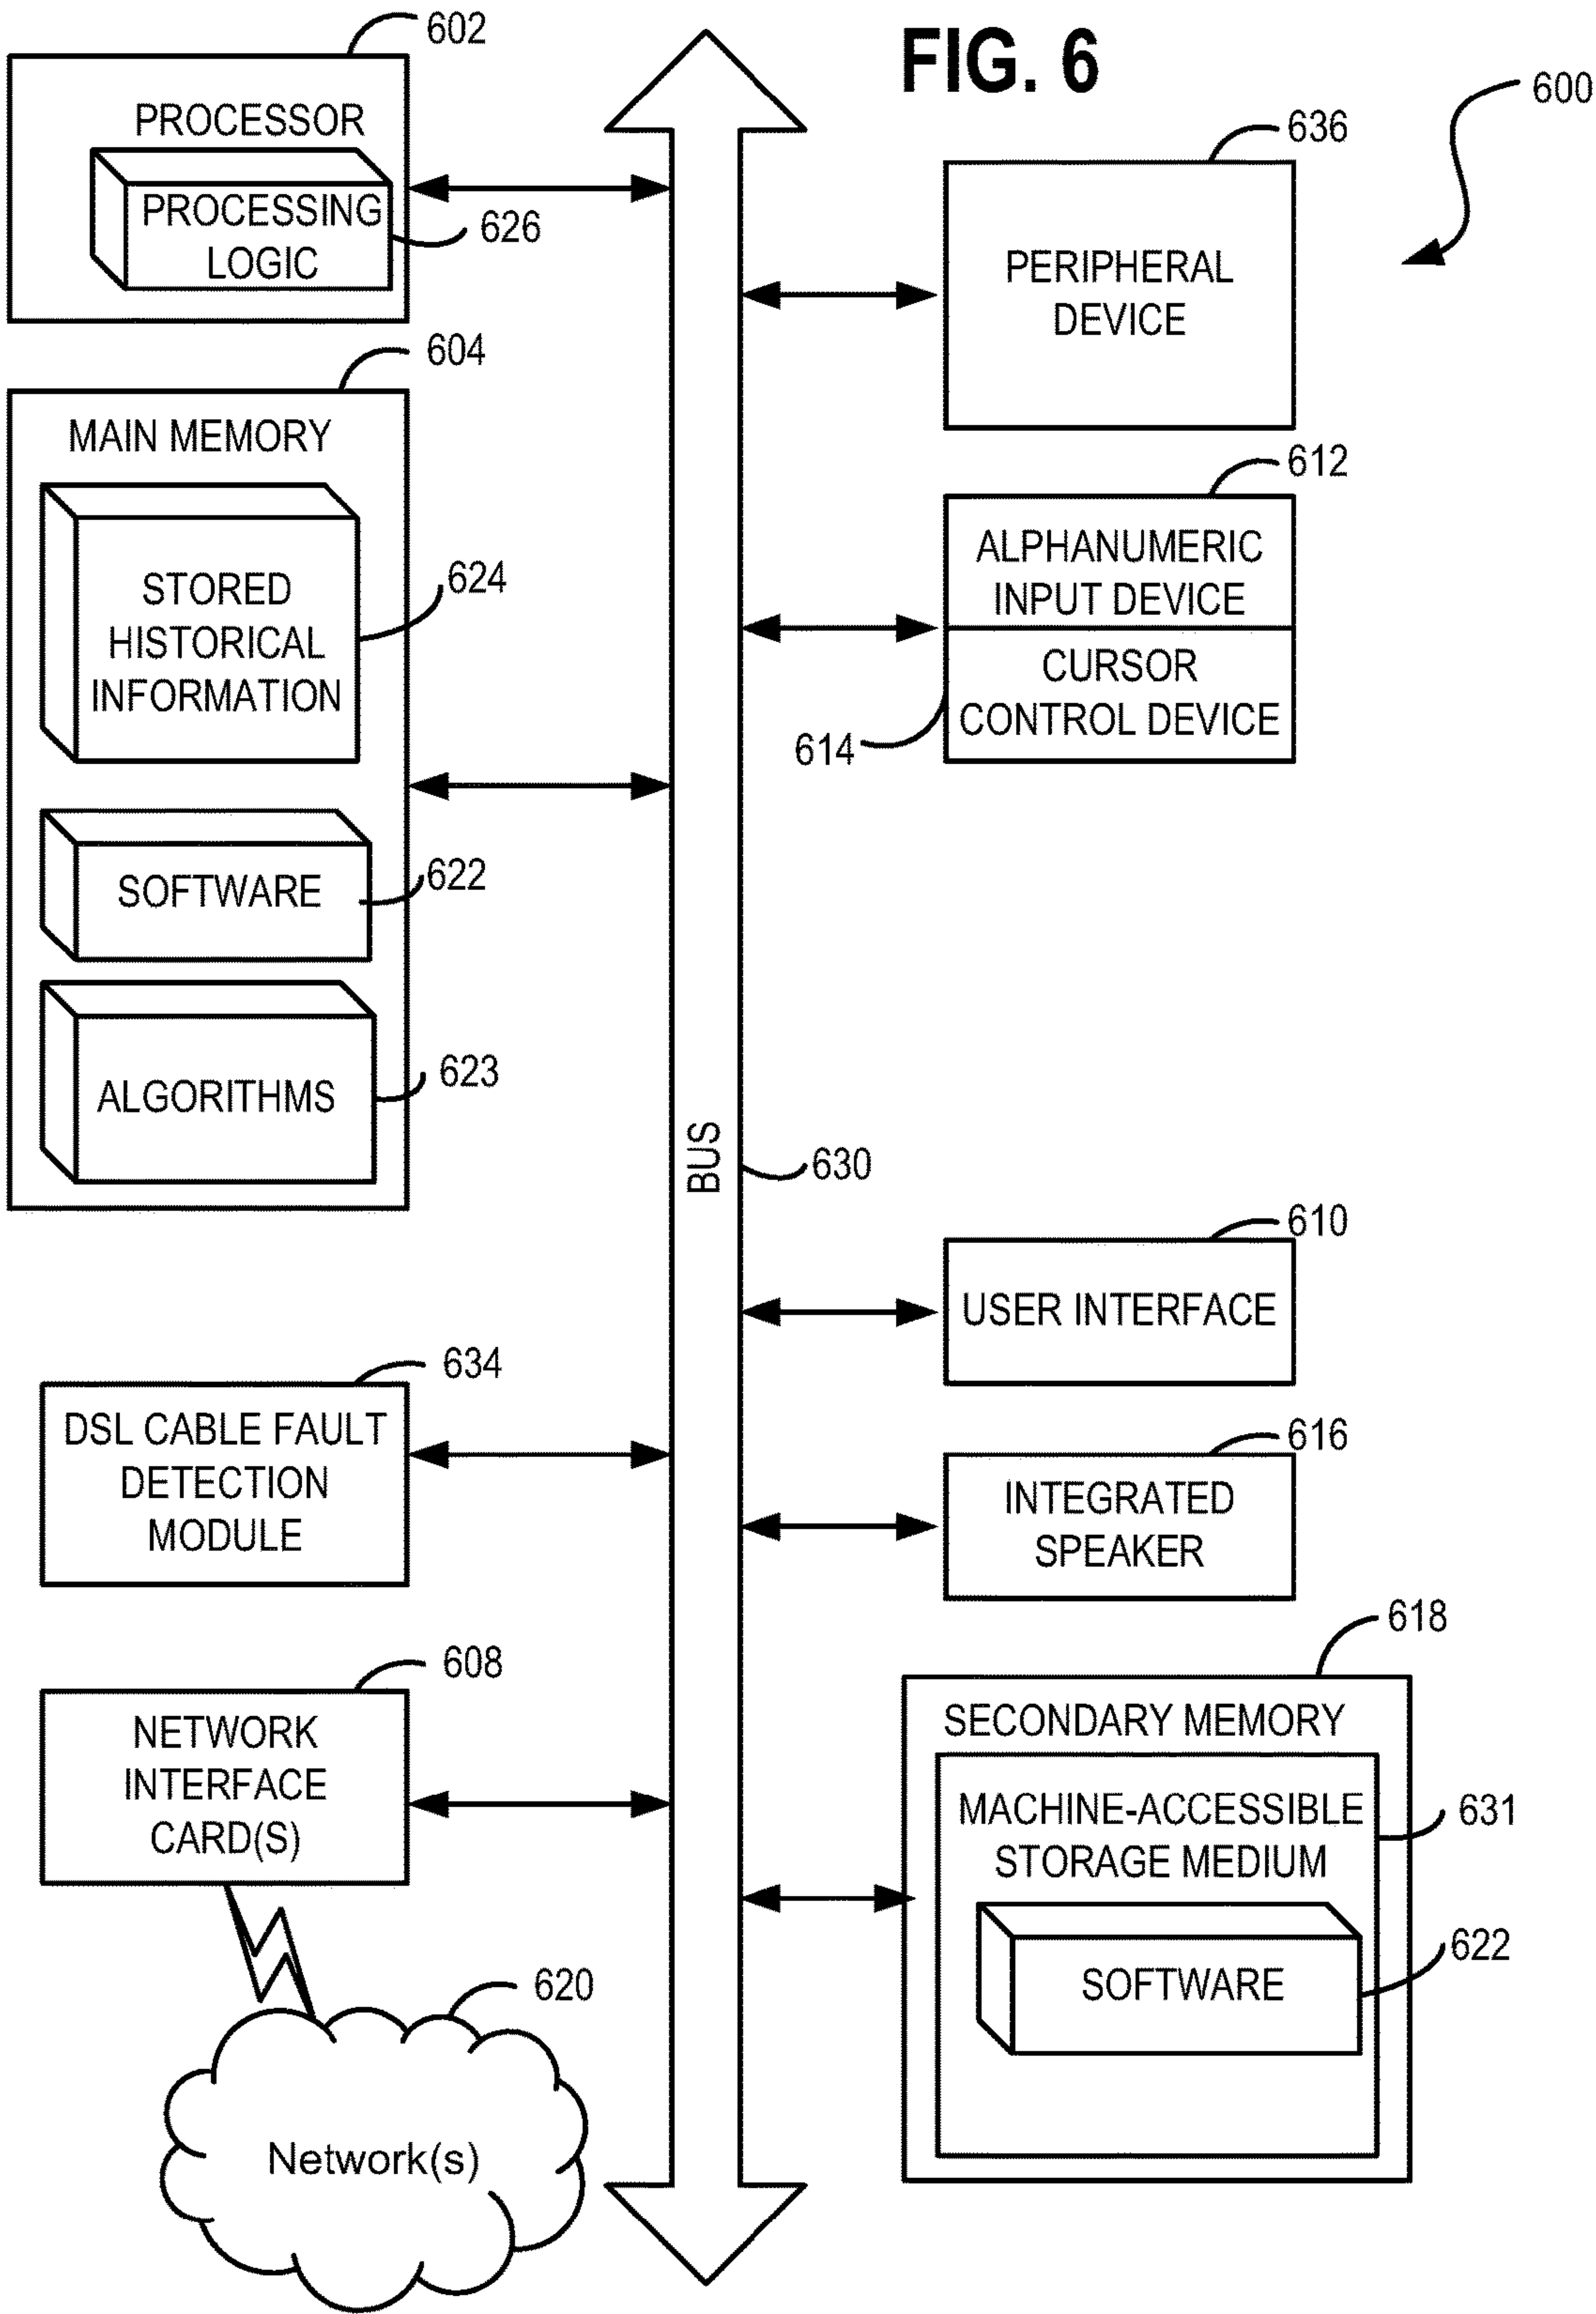 FIG. 6
600
602
PROCESSOR
PROCESSING
LOGIC
626
604
MAIN MEMORY
STORED
HISTORICAL
INFORMATION
624
SOFTWARE
622
ALGORITHMS
623
BUS
630
634
DSL CABLE FAULT
DETECTION
MODULE
608
NETWORK
INTERFACE
CARD(S)
620
Network(s)
636
PERIPHERAL
DEVICE
612
ALPHANUMERIC
INPUT DEVICE
CURSOR
CONTROL DEVICE
614
610
USER INTERFACE
616
INTEGRATED
SPEAKER
618
SECONDARY MEMORY
MACHINE-ACCESSIBLE
STORAGE MEDIUM
631
SOFTWARE
622